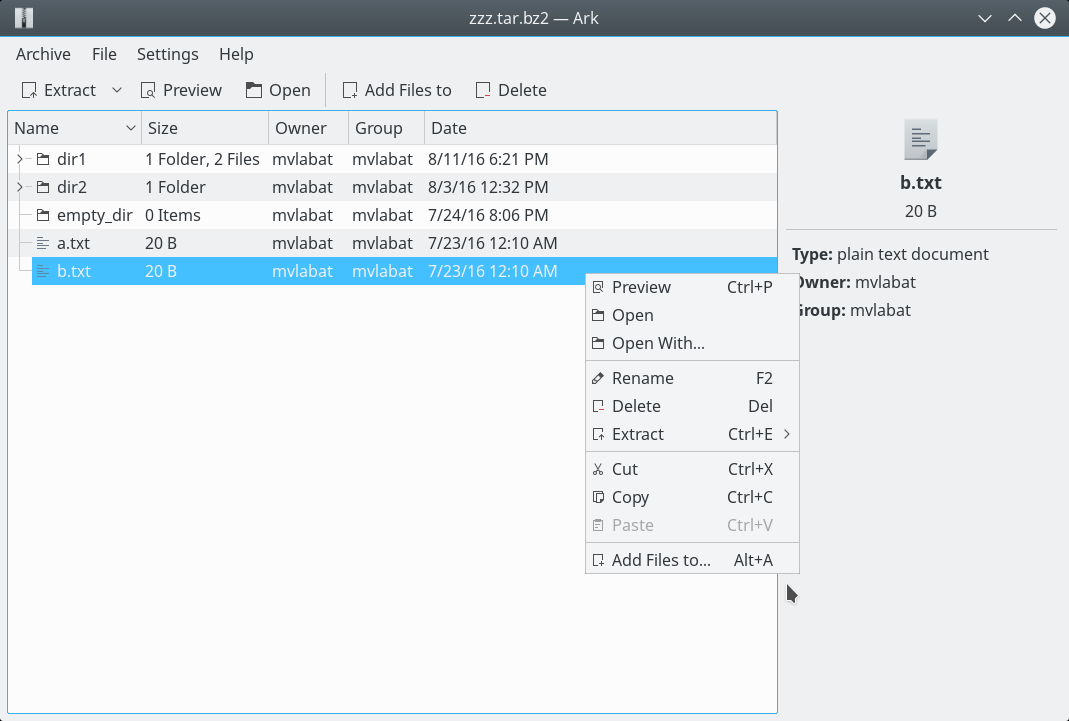 zzz.tar.bz2 — Ark
Archive File Settings Help
Extract Preview Open Add Files to Delete
Name Size Owner Group Date
dir1 1 Folder, 2 Files mvlabat mvlabat 8/11/16 6:21 PM
dir2 1 Folder mvlabat mvlabat 8/3/16 12:32 PM
empty_dir 0 Items mvlabat mvlabat 7/24/16 8:06 PM
a.txt 20 B mvlabat mvlabat 7/23/16 12:10 AM
b.txt 20 B mvlabat mvlabat 7/23/16 12:10 AM
Preview Ctrl+P
Open
Open With...
Rename F2
Delete Del
Extract Ctrl+E
Cut Ctrl+X
Copy Ctrl+C
Paste Ctrl+V
Add Files to... Alt+A
b.txt
20 B
Type: plain text document
Owner: mvlabat
Group: mvlabat